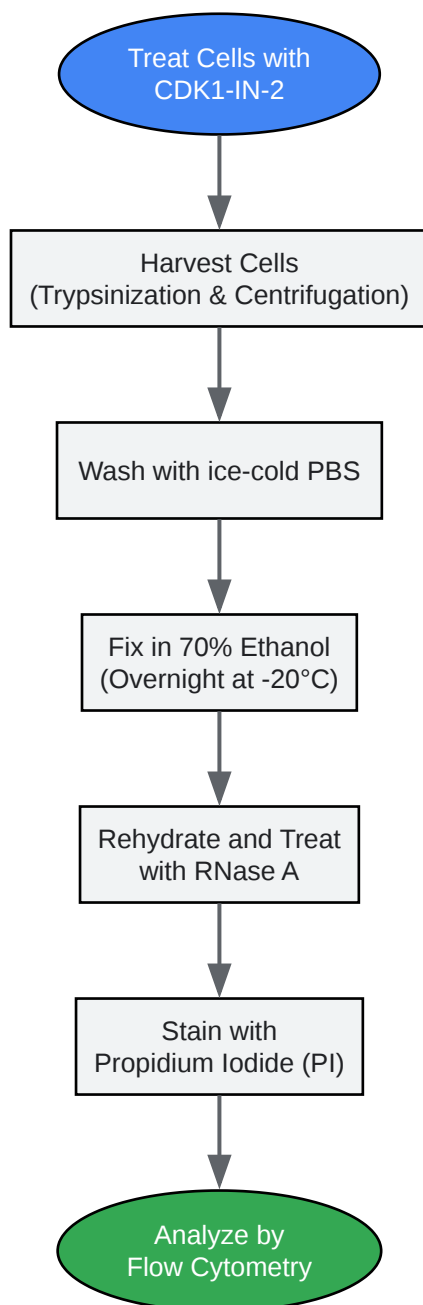 Treat Cells with
CDK1-IN-2
Harvest Cells
(Trypsinization & Centrifugation)
Wash with ice-cold PBS
Fix in 70% Ethanol
(Overnight at -20°C)
Rehydrate and Treat
with RNase A
Stain with
Propidium Iodide (PI)
Analyze by
Flow Cytometry